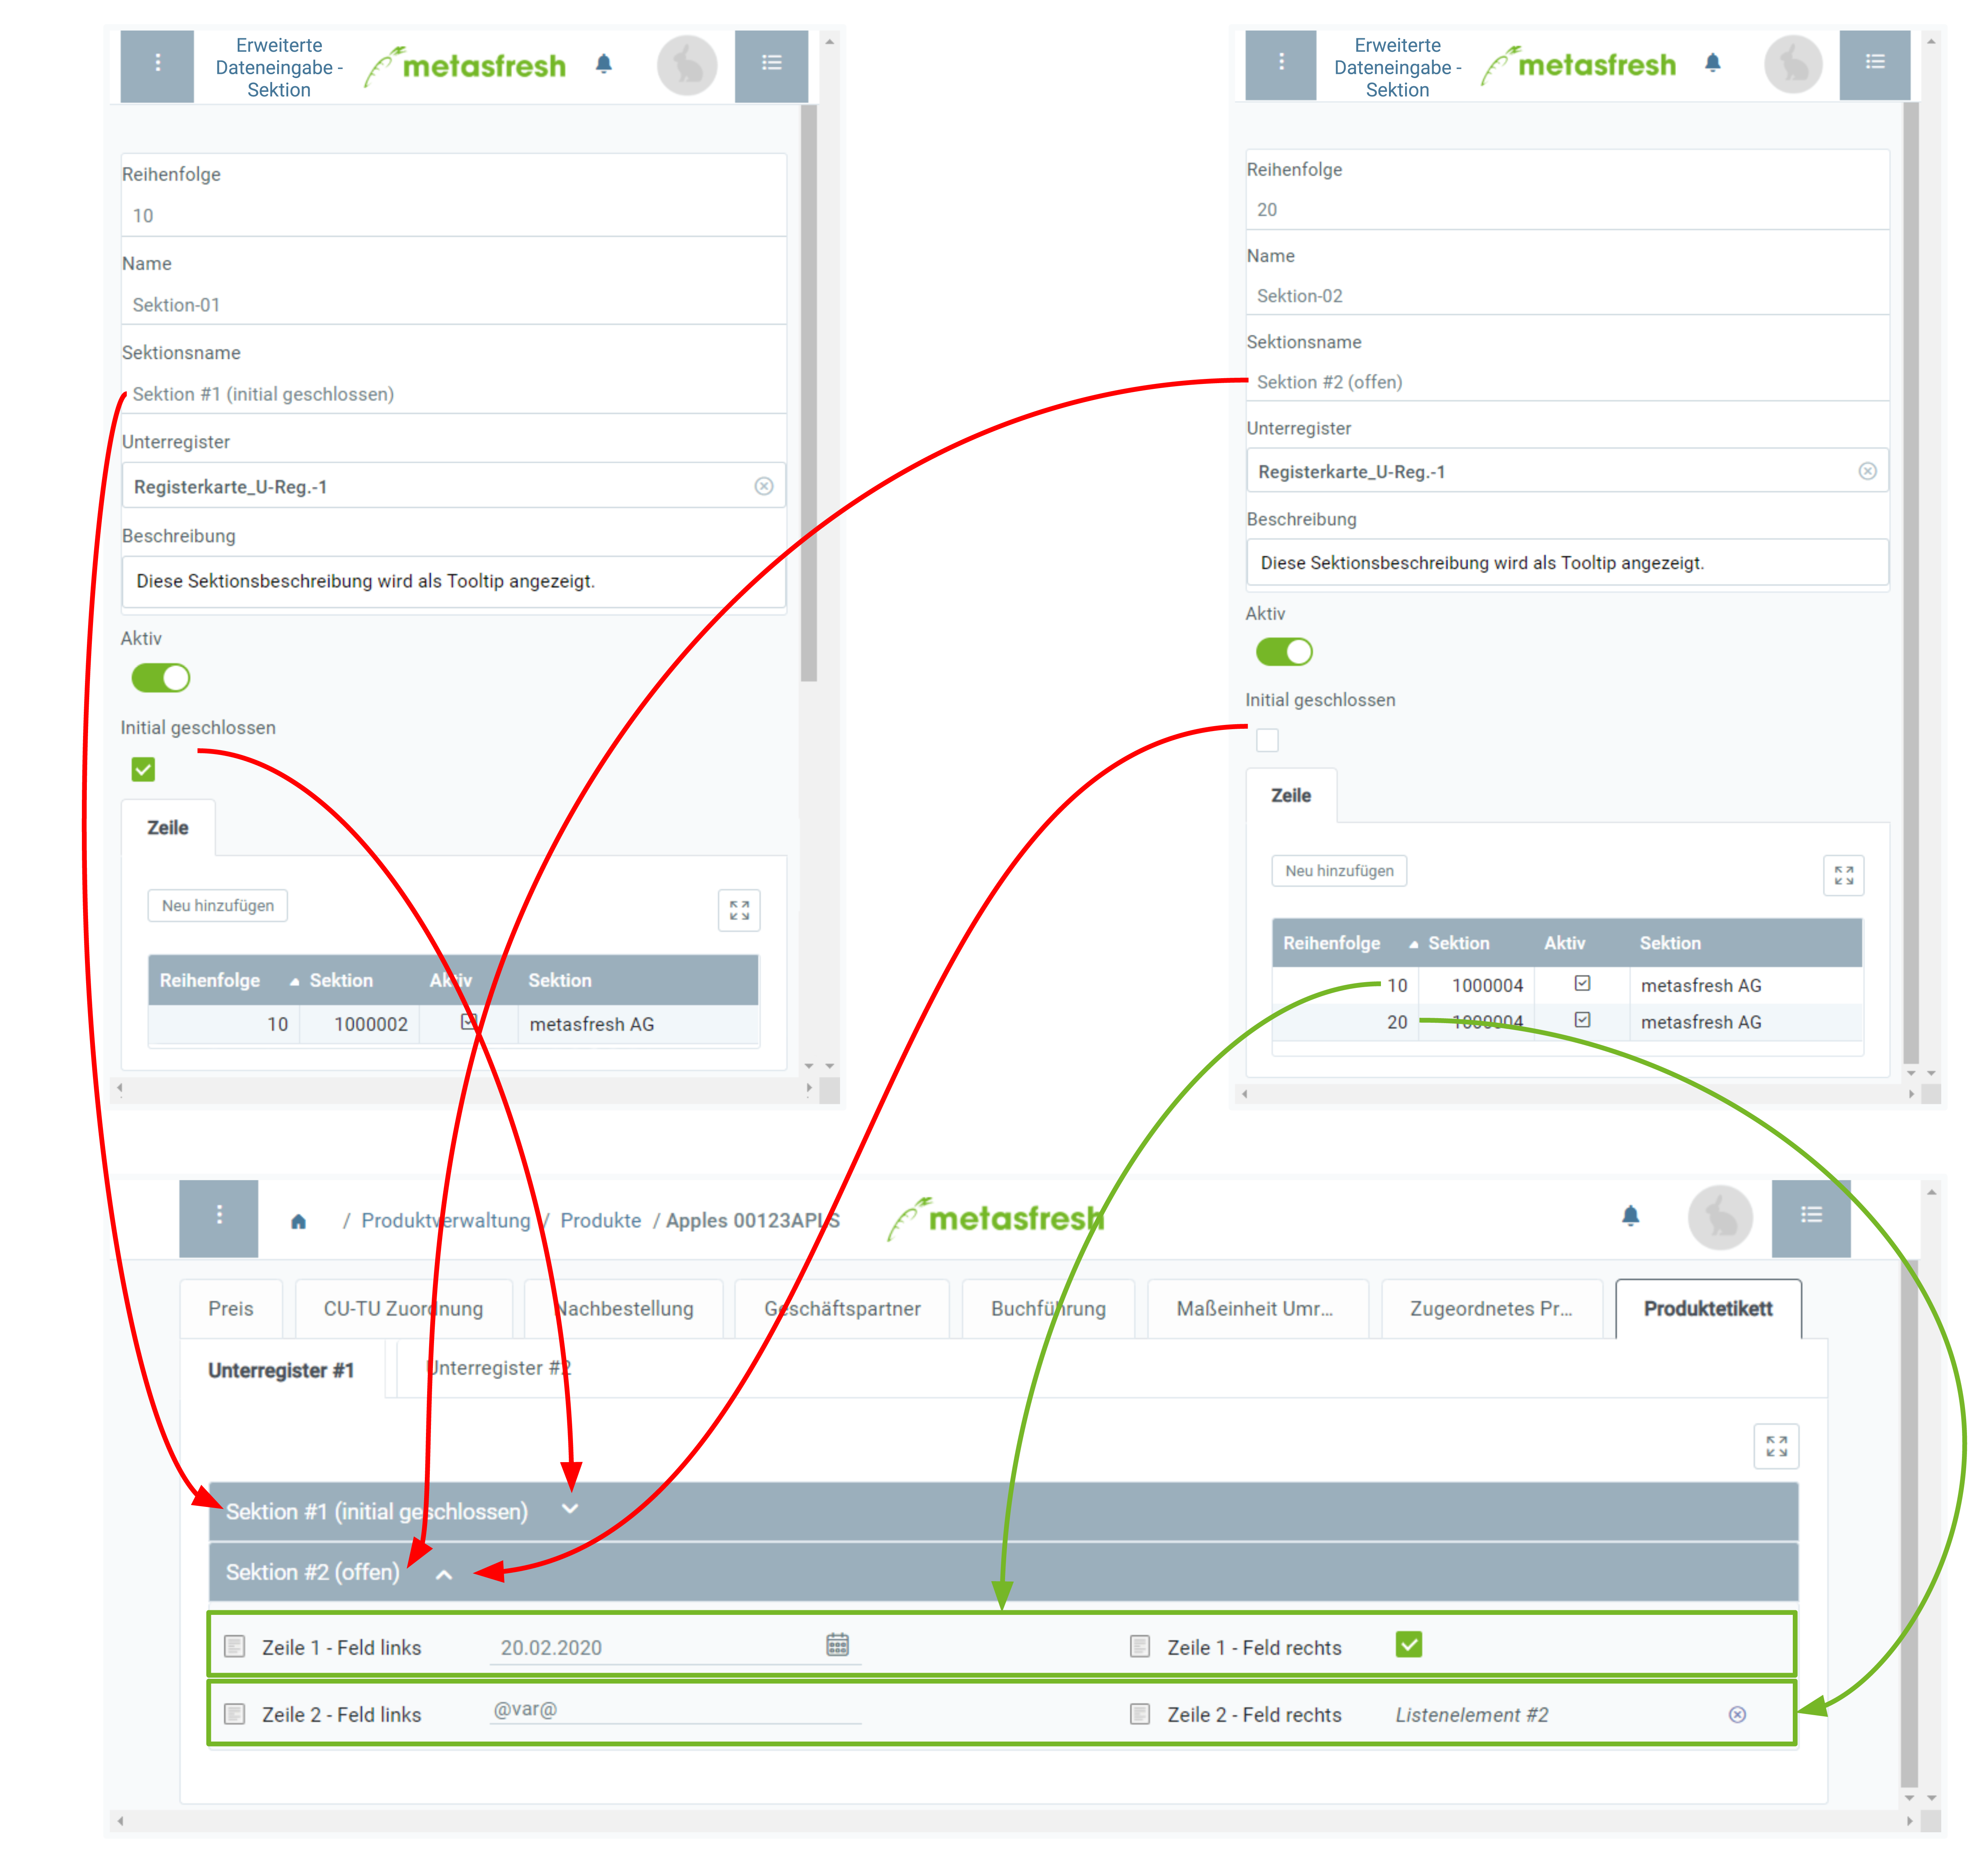 Erweiterte
Dateneingabe -
Sektion
metasfresh
Reihenfolge
10
Name
Sektion-01
Sektionsname
Sektion #1 (initial geschlossen)
Unterregister
Registerkarte_U-Reg.-1
Beschreibung
Diese Sektionsbeschreibung wird als Tooltip angezeigt.
Aktiv
Initial geschlossen
Zeile
Neu hinzufügen
Reihenfolge Sektion Aktiv Sektion
10 1000002 metasfresh AG
Erweiterte
Dateneingabe -
Sektion
metasfresh
Reihenfolge
20
Name
Sektion-02
Sektionsname
Sektion #2 (offen)
Unterregister
Registerkarte_U-Reg.-1
Beschreibung
Diese Sektionsbeschreibung wird als Tooltip angezeigt.
Aktiv
Initial geschlossen
Zeile
Neu hinzufügen
Reihenfolge Sektion Aktiv Sektion
10 1000004 metasfresh AG
20 1000004 metasfresh AG
/ Produktverwaltung / Produkte / Apples 00123APLS metasfresh
Preis CU-TU Zuordnung Nachbestellung Geschäftspartner Buchführung Maßeinheit Umr... Zugeordnetes Pr... Produktetikett
Unterregister #1 Unterregister #2
Sektion #1 (initial geschlossen)
Sektion #2 (offen)
Zeile 1 - Feld links 20.02.2020 Zeile 1 - Feld rechts
Zeile 2 - Feld links @var@ Zeile 2 - Feld rechts Listenelement #2